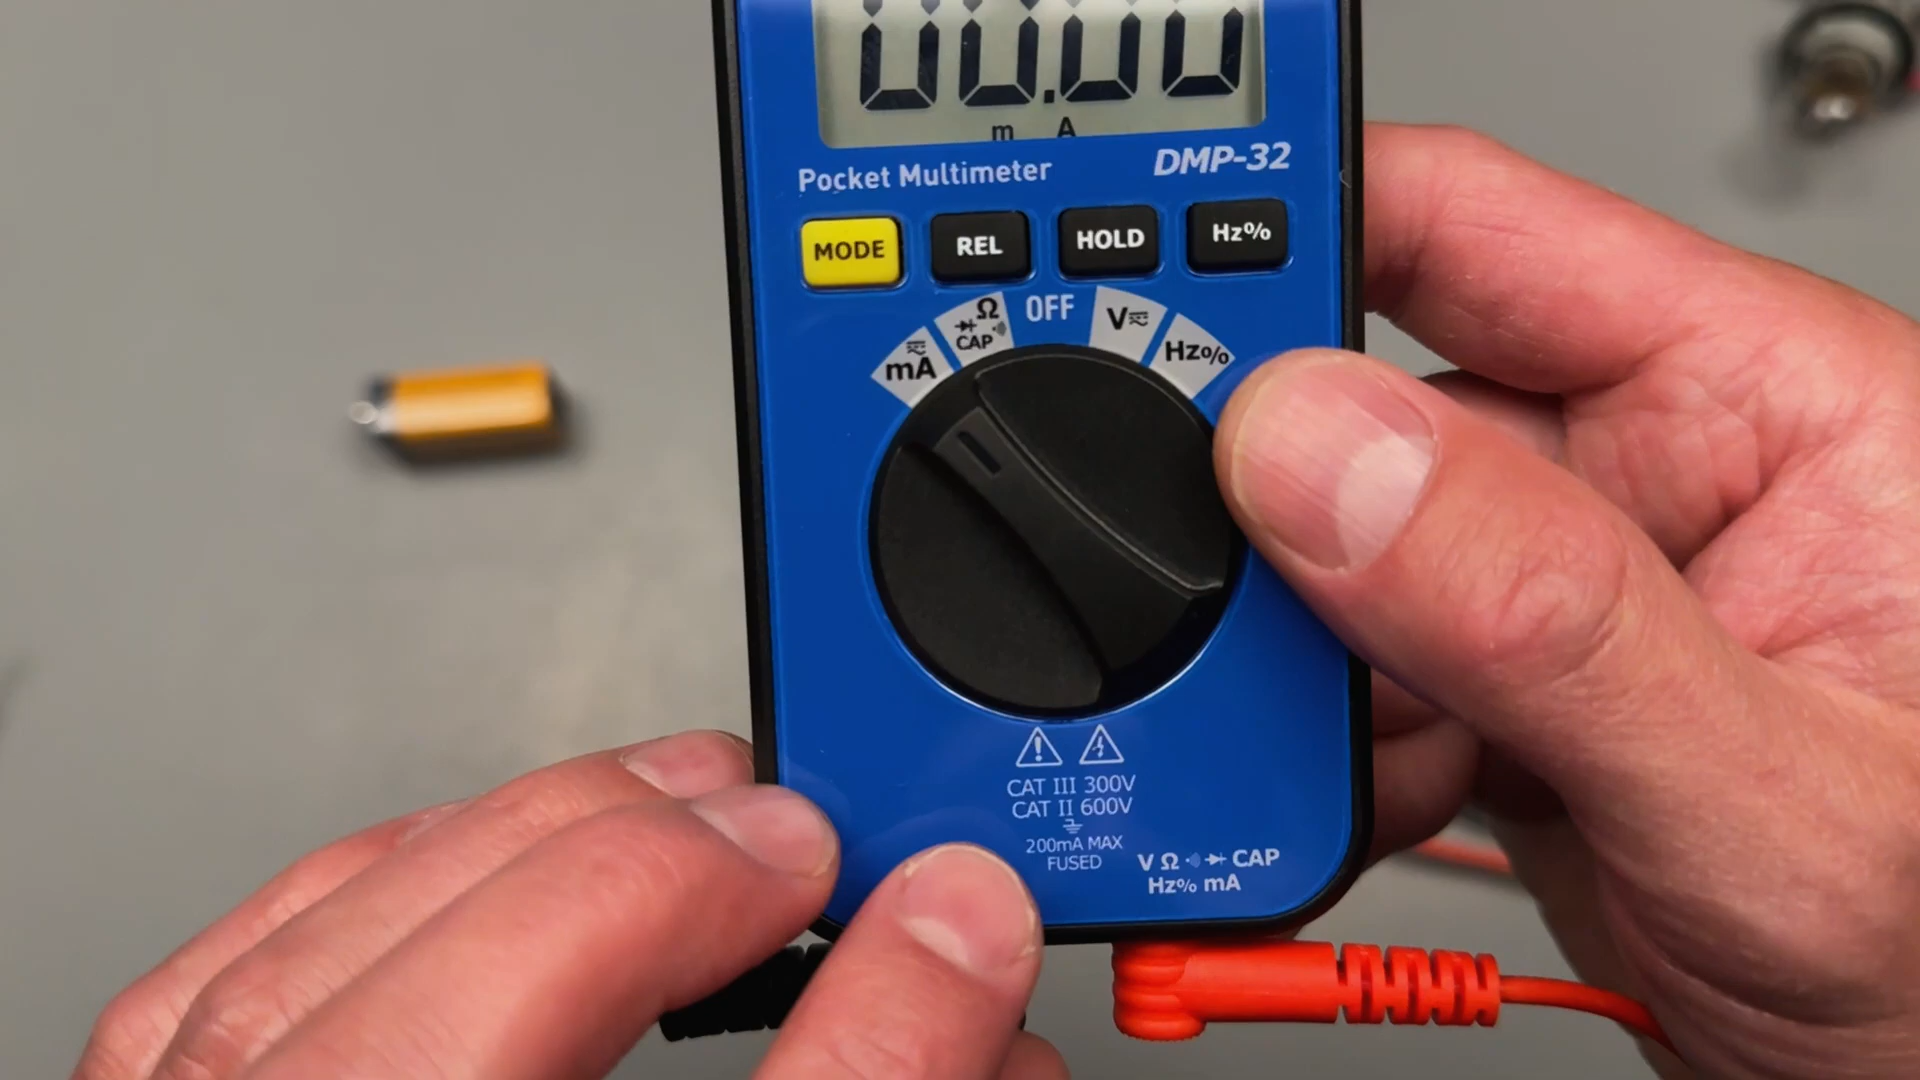 00.00
m A
Pocket Multimeter DMP-32
MODE REL HOLD Hz%
mA Ω CAP OFF V Hz%
CAT III 300V
CAT II 600V
200mA MAX
FUSED
V Ω CAP
Hz% mA